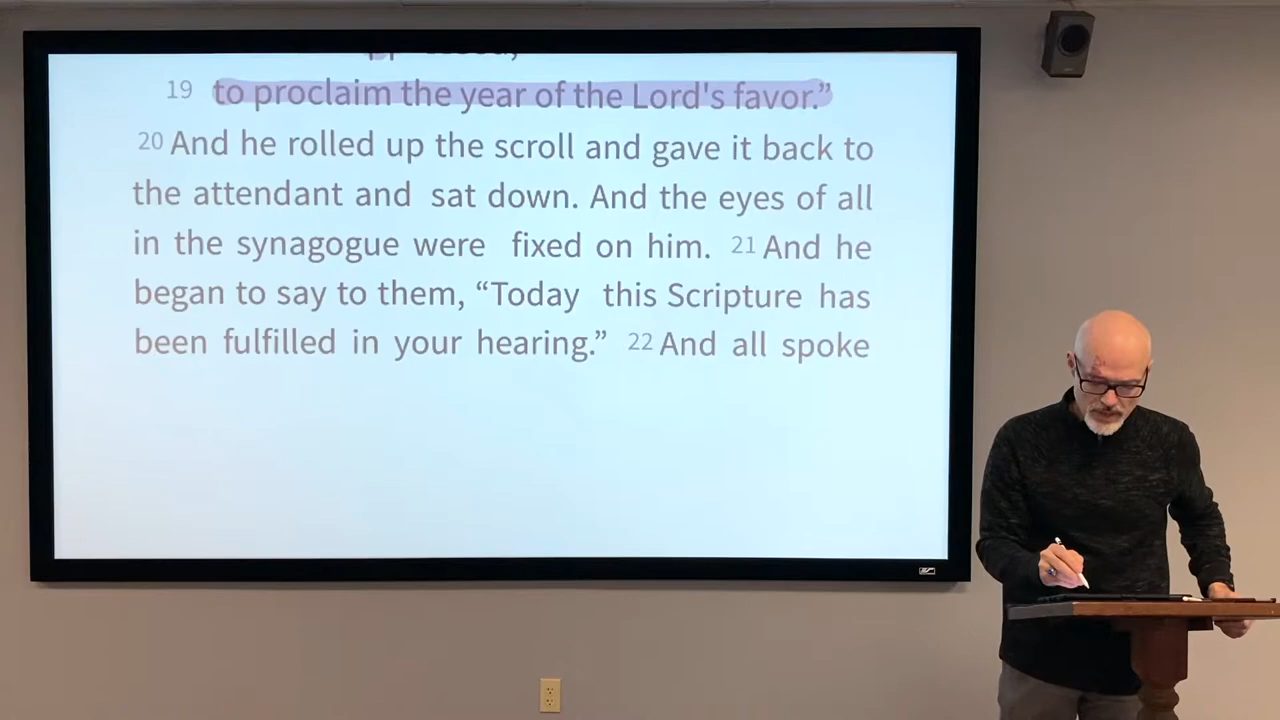 19 to proclaim the year of the Lord's favor.”
20 And he rolled up the scroll and gave it back to
the attendant and sat down. And the eyes of all
in the synagogue were fixed on him. 21 And he
began to say to them, “Today this Scripture has
been fulfilled in your hearing.” 22 And all spoke